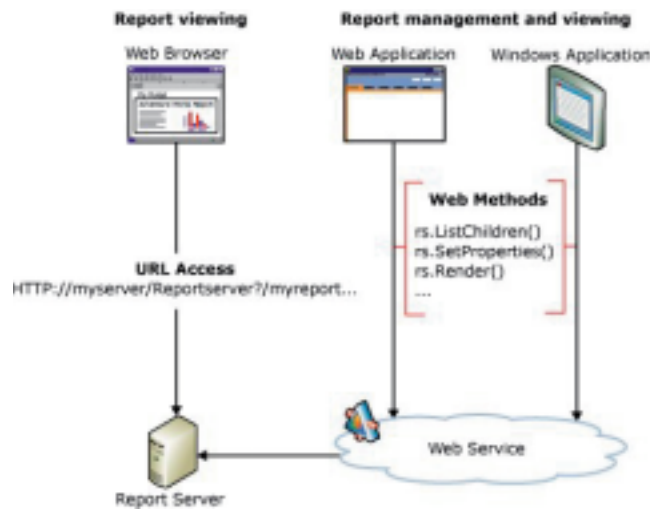 Report viewing
Web Browser
URL Access
HTTP://myserver/Reportserver?/myreport...
Report Server
Report management and viewing
Web Application
Windows Application
Web Methods
rs.ListChildren()
rs.SetProperties()
rs.Render()
...
Web Service